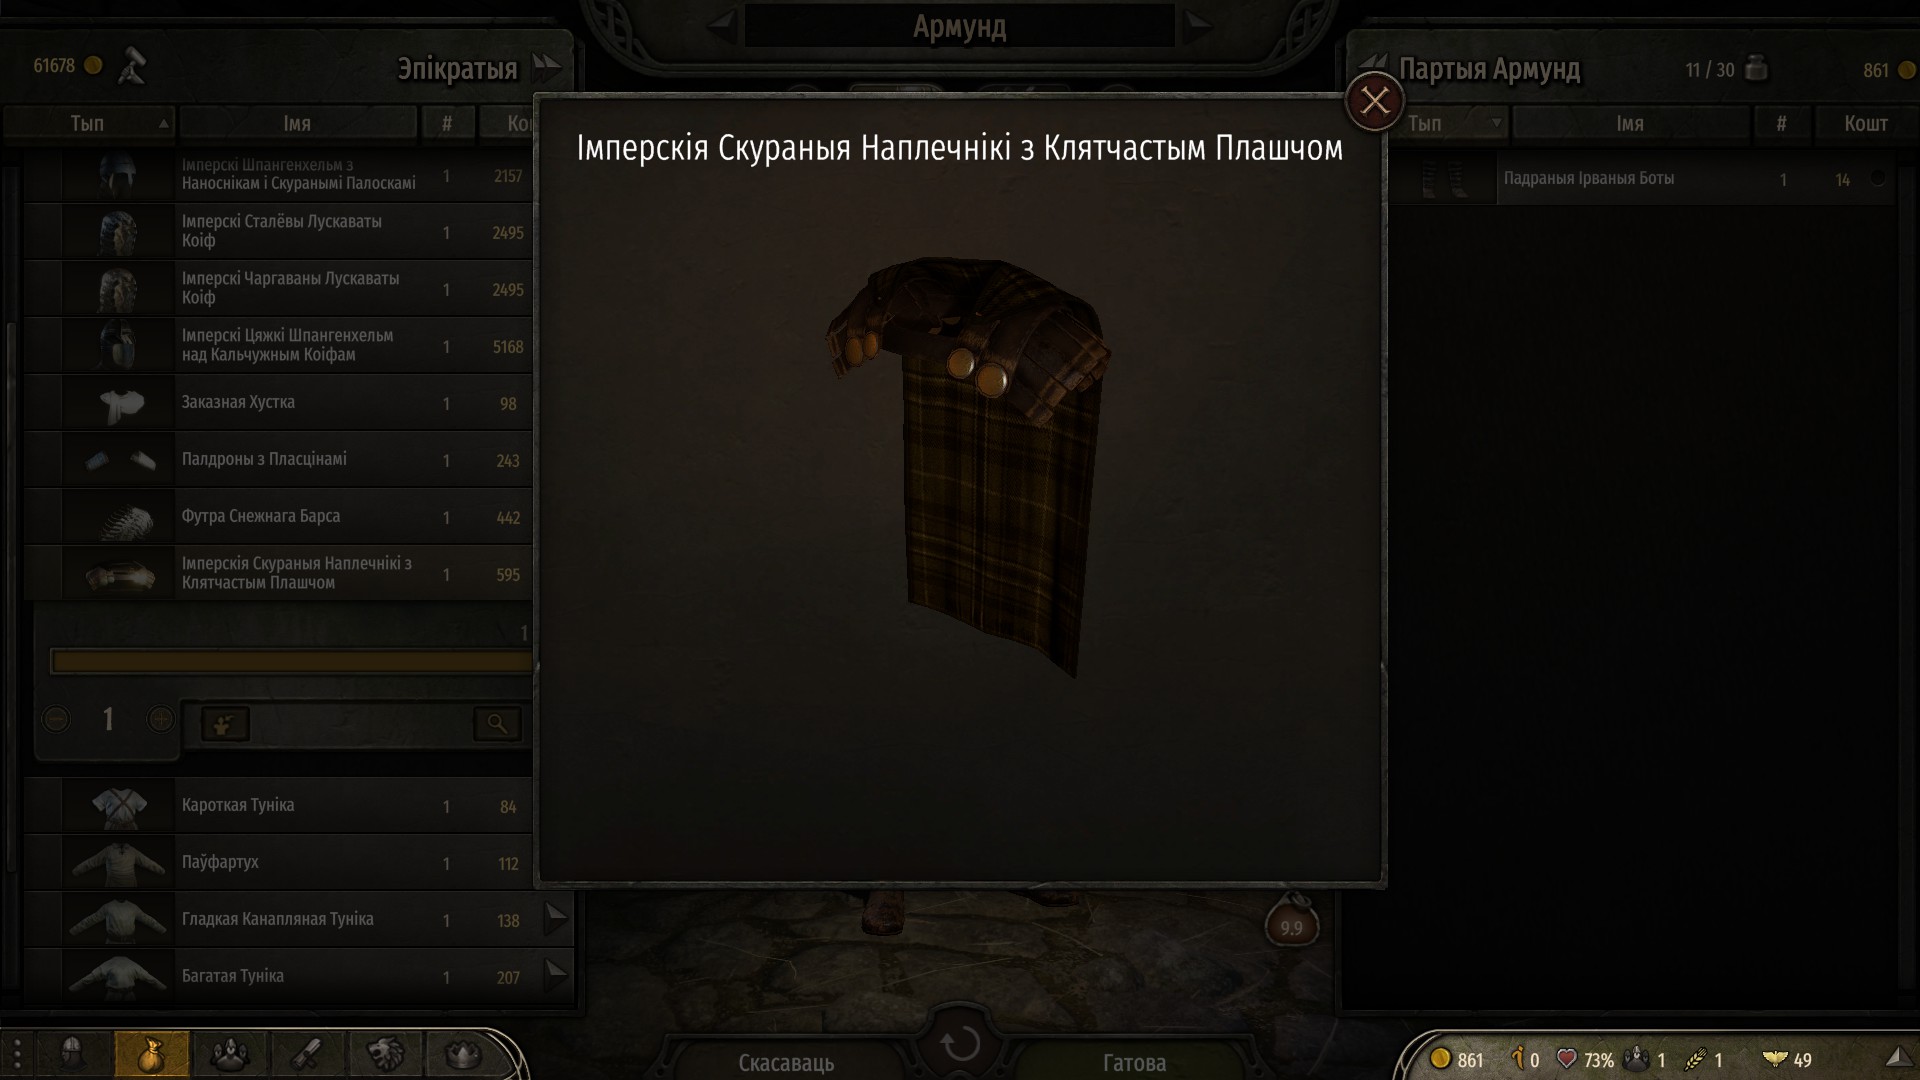 Армунд
61678
Эпікратыя
Партыя Армунд
11 / 30
861
Тып
Імя
#
Тып
Імя
#
Кошт
Імперскія Скураныя Наплечнікі з Клятчастым Плашчом
Імперскі Шпангенхельм з
Наноснікам і Скуранымі Палоскамі
1
2157
Імперскі Сталёвы Лускаваты
Коіф
1
2495
Імперскі Чаргаваны Лускаваты
Коіф
1
2495
Імперскі Цяжкі Шпангенхельм
над Кальчужным Коіфам
1
5168
Заказная Хустка
1
98
Палдроны з Пласцінамі
1
243
Футра Снежнага Барса
1
442
Імперскія Скураныя Наплечнікі з
Клятчастым Плашчом
1
595
1
1
Кароткая Туніка
1
84
Паўфартух
1
112
Гладкая Канапляная Туніка
1
138
Багатая Туніка
1
207
Падраныя Ірваныя Боты
1
14
9.9
Скасаваць
Гатова
861
0
73%
1
1
49